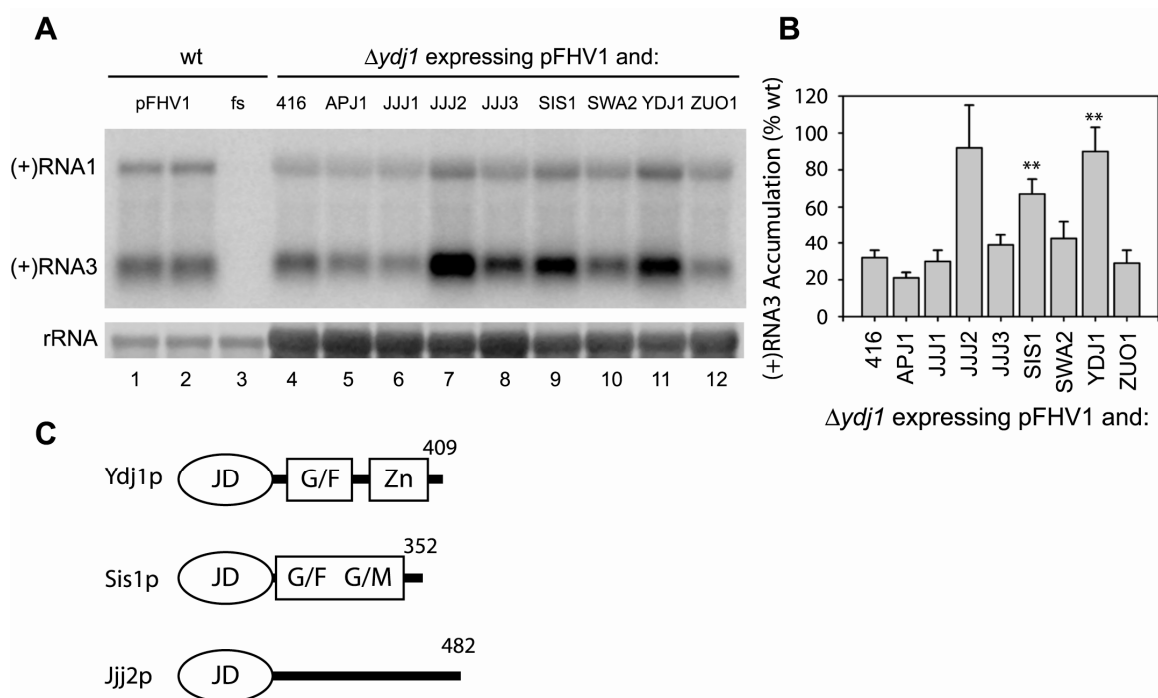 A
wt
Δydj1 expressing pFHV1 and:
pFHV1 fs 416 APJ1 JJJ1 JJJ2 JJJ3 SIS1 SWA2 YDJ1 ZUO1
(+)RNA1
(+)RNA3
rRNA
1 2 3 4 5 6 7 8 9 10 11 12
B
(+)RNA3 Accumulation (% wt)
120
100
80
60
40
20
0
**
**
416 APJ1 JJJ1 JJJ2 JJJ3 SIS1 SWA2 YDJ1 ZUO1
Δydj1 expressing pFHV1 and:
C
Ydj1p JD G/F Zn 409
Sis1p JD G/F G/M 352
Jjj2p JD 482